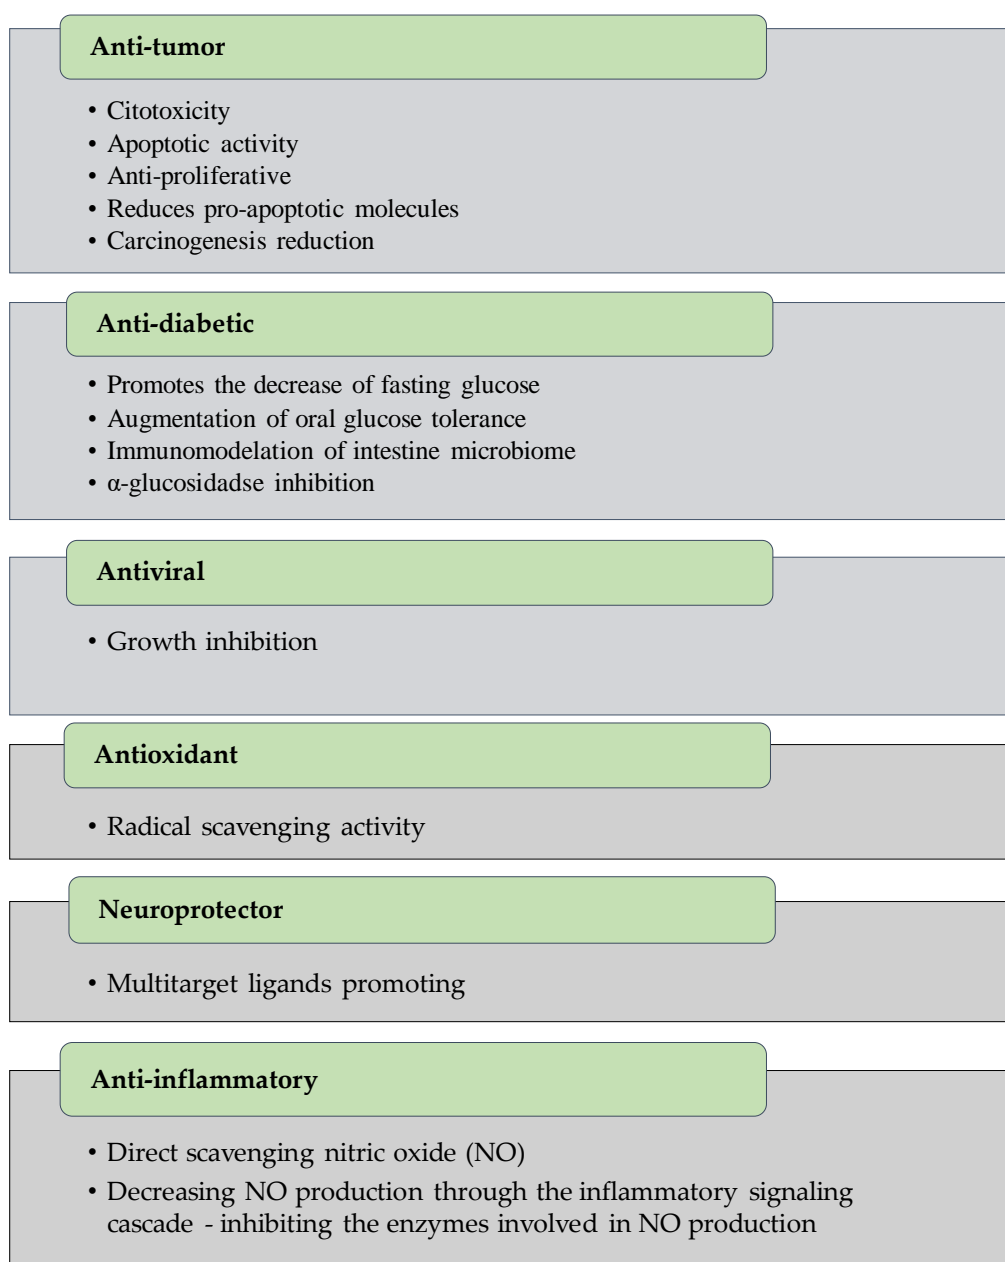 Anti-tumor
• Citotoxicity
• Apoptotic activity
• Anti-proliferative
• Reduces pro-apoptotic molecules
• Carcinogenesis reduction
Anti-diabetic
• Promotes the decrease of fasting glucose
• Augmentation of oral glucose tolerance
• Immunomodelation of intestine microbiome
• α-glucosidadse inhibition
Antiviral
• Growth inhibition
Antioxidant
• Radical scavenging activity
Neuroprotector
• Multitarget ligands promoting
Anti-inflammatory
• Direct scavenging nitric oxide (NO)
• Decreasing NO production through the inflammatory signaling
cascade - inhibiting the enzymes involved in NO production